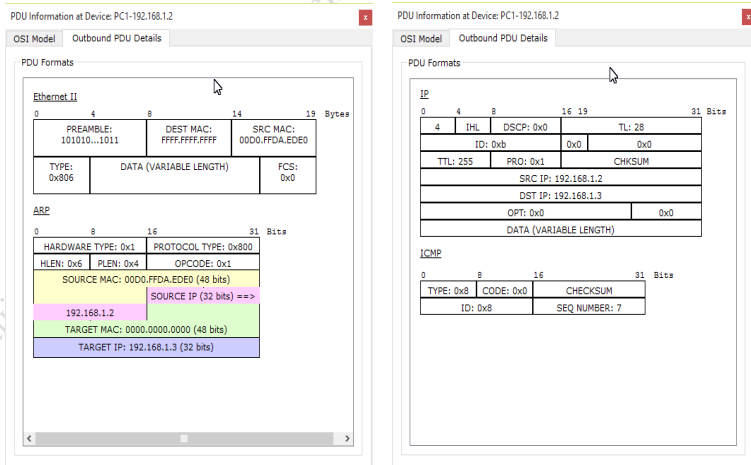 PDU Information at Device: PC1-192.168.1.2
x
OSI Model Outbound PDU Details
PDU Formats
Ethernet II
0 4 8 14 19 Bytes
PREAMBLE: 101010...1011
DEST MAC: FFFF.FFFF.FFFF
SRC MAC: 00D0.FFDA.EDE0
TYPE: 0x806
DATA (VARIABLE LENGTH)
FCS: 0x0
ARP
0 8 16 31 Bits
HARDWARE TYPE: 0x1 PROTOCOL TYPE: 0x800
HLEN: 0x6 PLEN: 0x4 OPCODE: 0x1
SOURCE MAC: 00D0.FFDA.EDE0 (48 bits)
SOURCE IP (32 bits) ==>
192.168.1.2
TARGET MAC: 0000.0000.0000 (48 bits)
TARGET IP: 192.168.1.3 (32 bits)
PDU Information at Device: PC1-192.168.1.2
x
OSI Model Outbound PDU Details
PDU Formats
IP
0 4 8 16 19 31 Bits
4 IHL DSCP: 0x0 TL: 28
ID: 0xb 0x0 0x0
TTL: 255 PRO: 0x1 CHKSUM
SRC IP: 192.168.1.2
DST IP: 192.168.1.3
OPT: 0x0 0x0
DATA (VARIABLE LENGTH)
ICMP
0 8 16 31 Bits
TYPE: 0x8 CODE: 0x0 CHECKSUM
ID: 0x8 SEQ NUMBER: 7